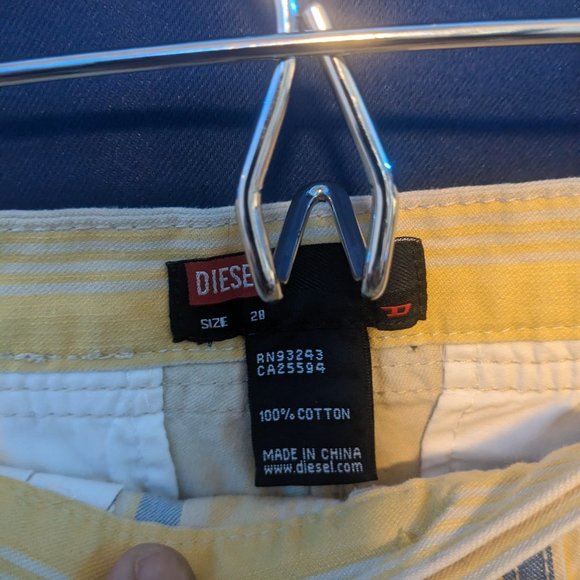 DIESE
SIZE 28
RN93243
CA25594
100% COTTON
MADE IN CHINA
www.diesel.com